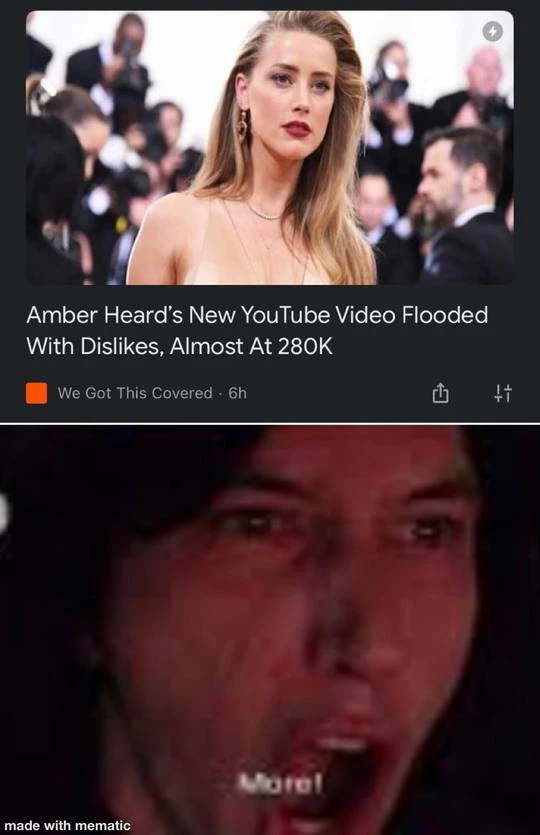 Amber Heard's New YouTube Video Flooded
With Dislikes, Almost At 280K
We Got This Covered · 6h
More!
made with mematic